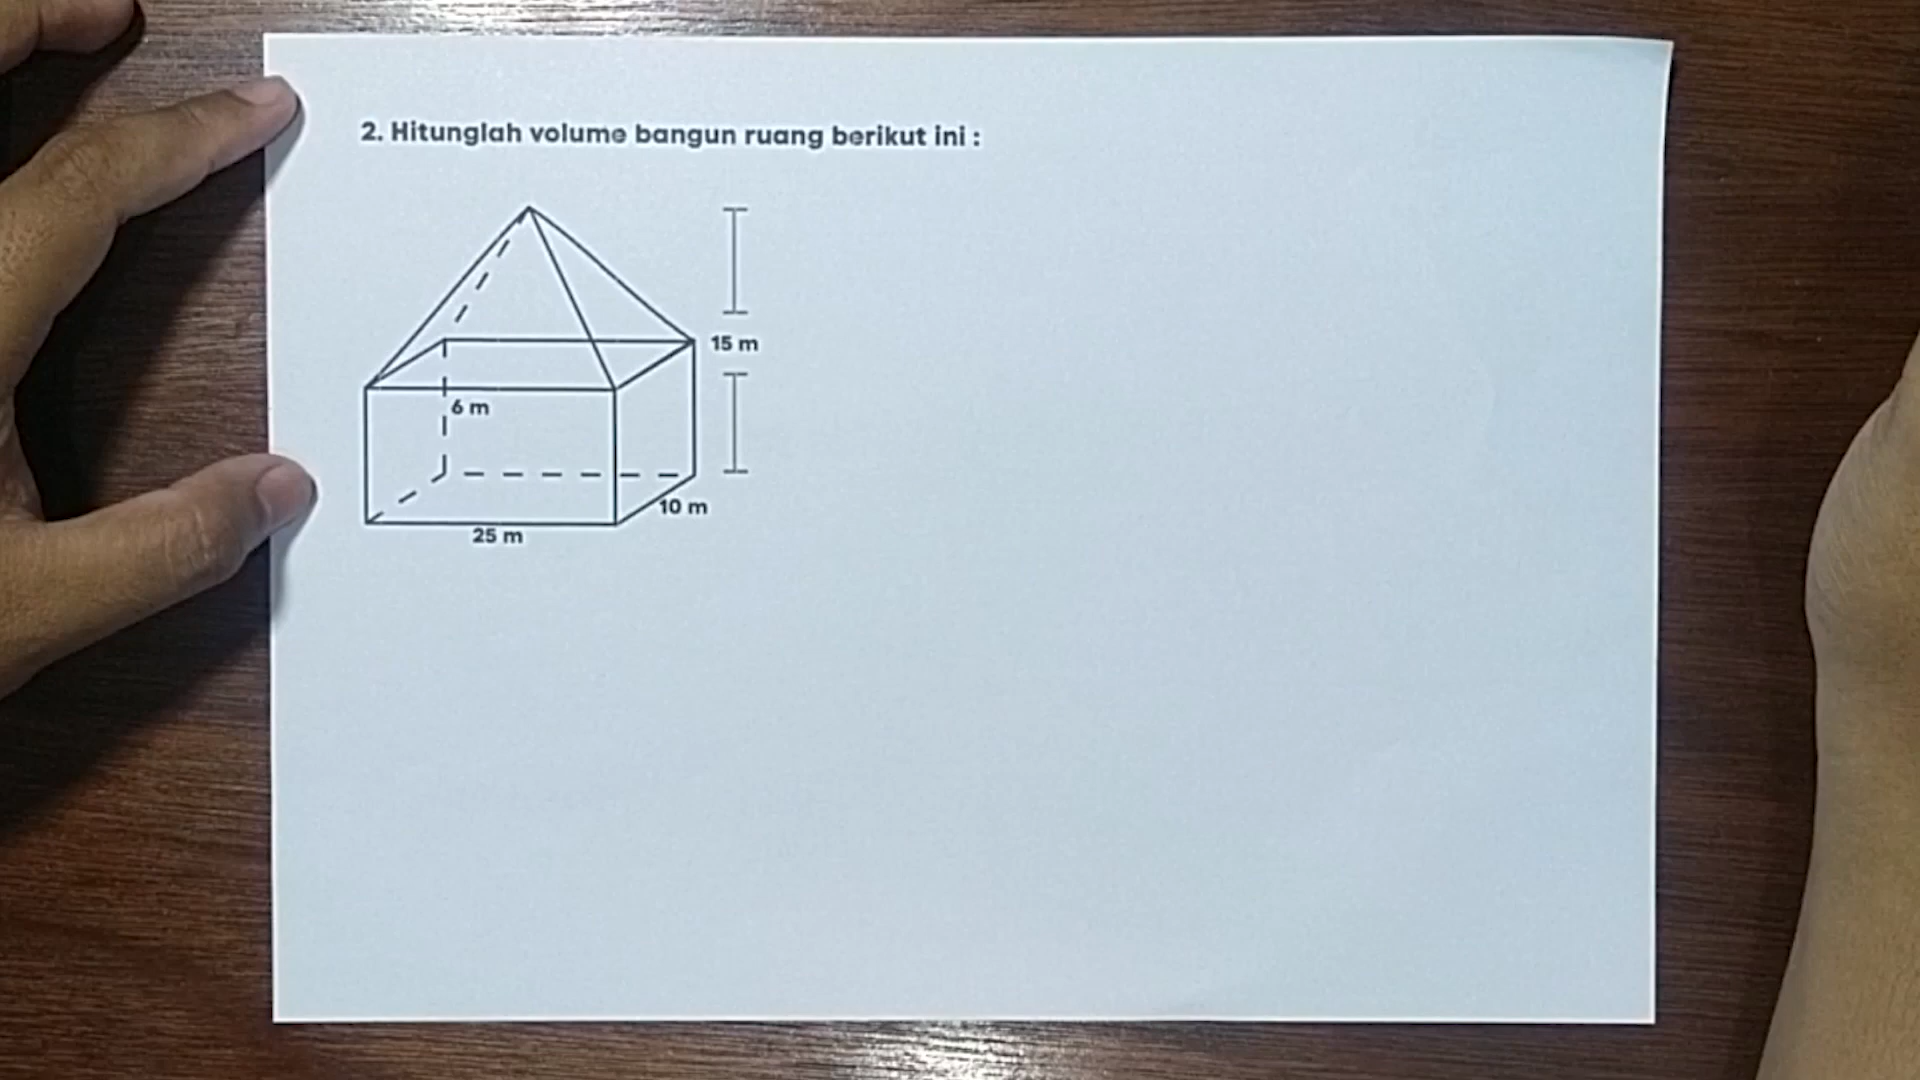 2. Hitunglah volume bangun ruang berikut ini :
15 m
6 m
10 m
25 m